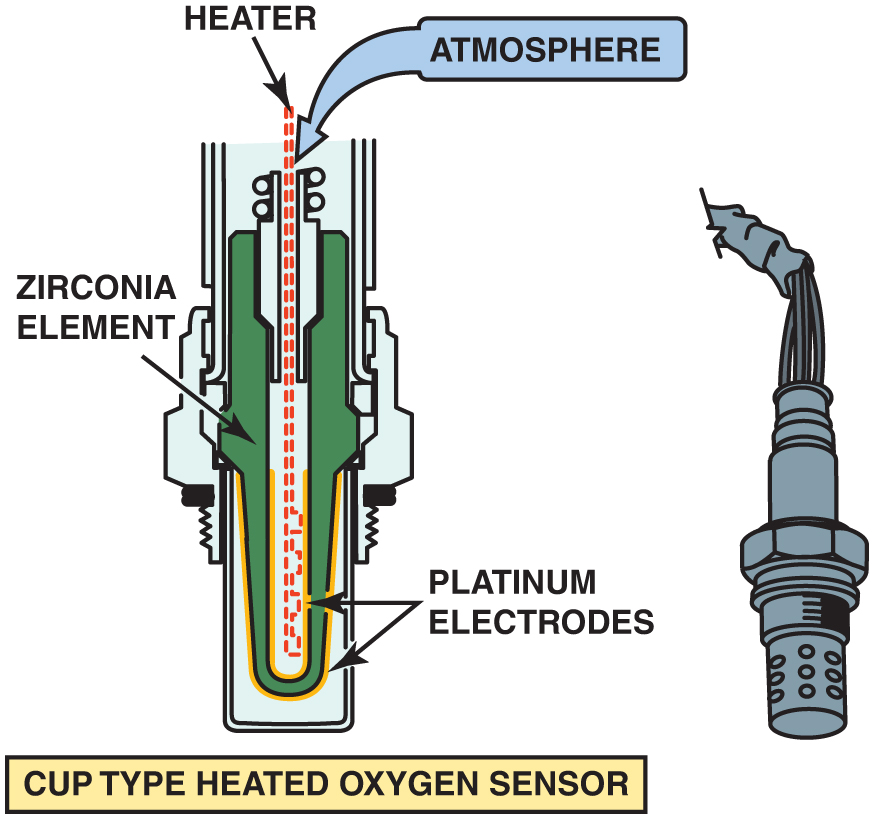 HEATER
ATMOSPHERE
ZIRCONIA
ELEMENT
PLATINUM
ELECTRODES
CUP TYPE HEATED OXYGEN SENSOR